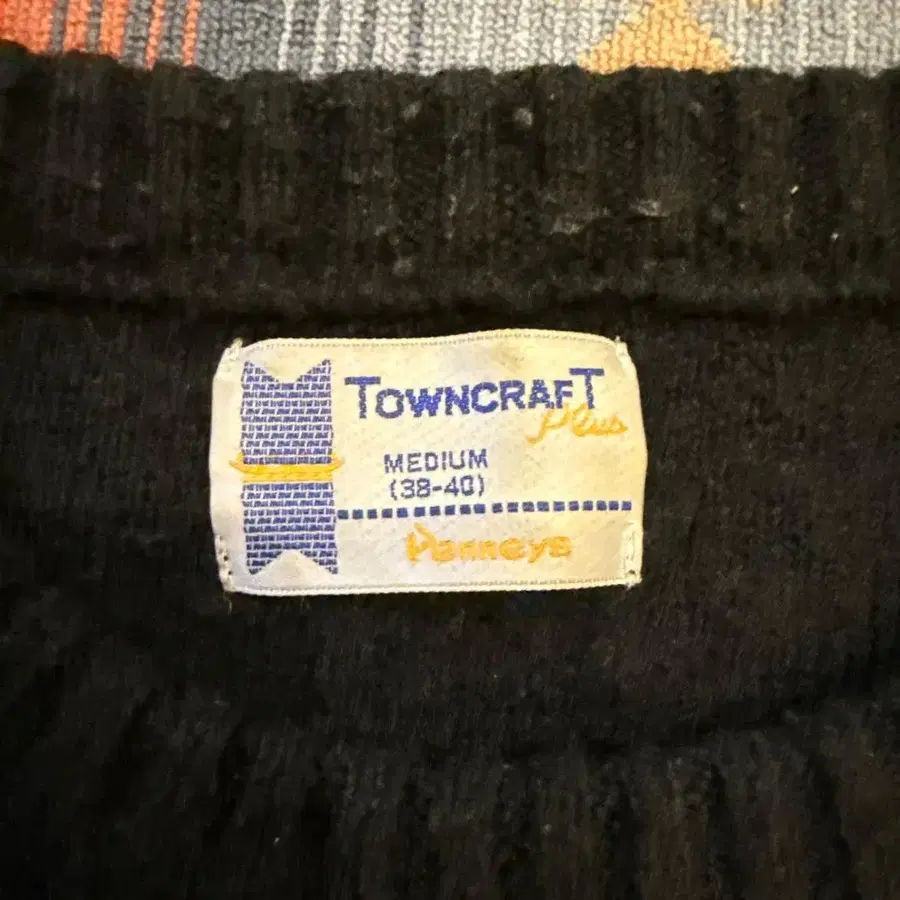 TOWNCRAFT
Plus
MEDIUM
(38-40)
Penneys